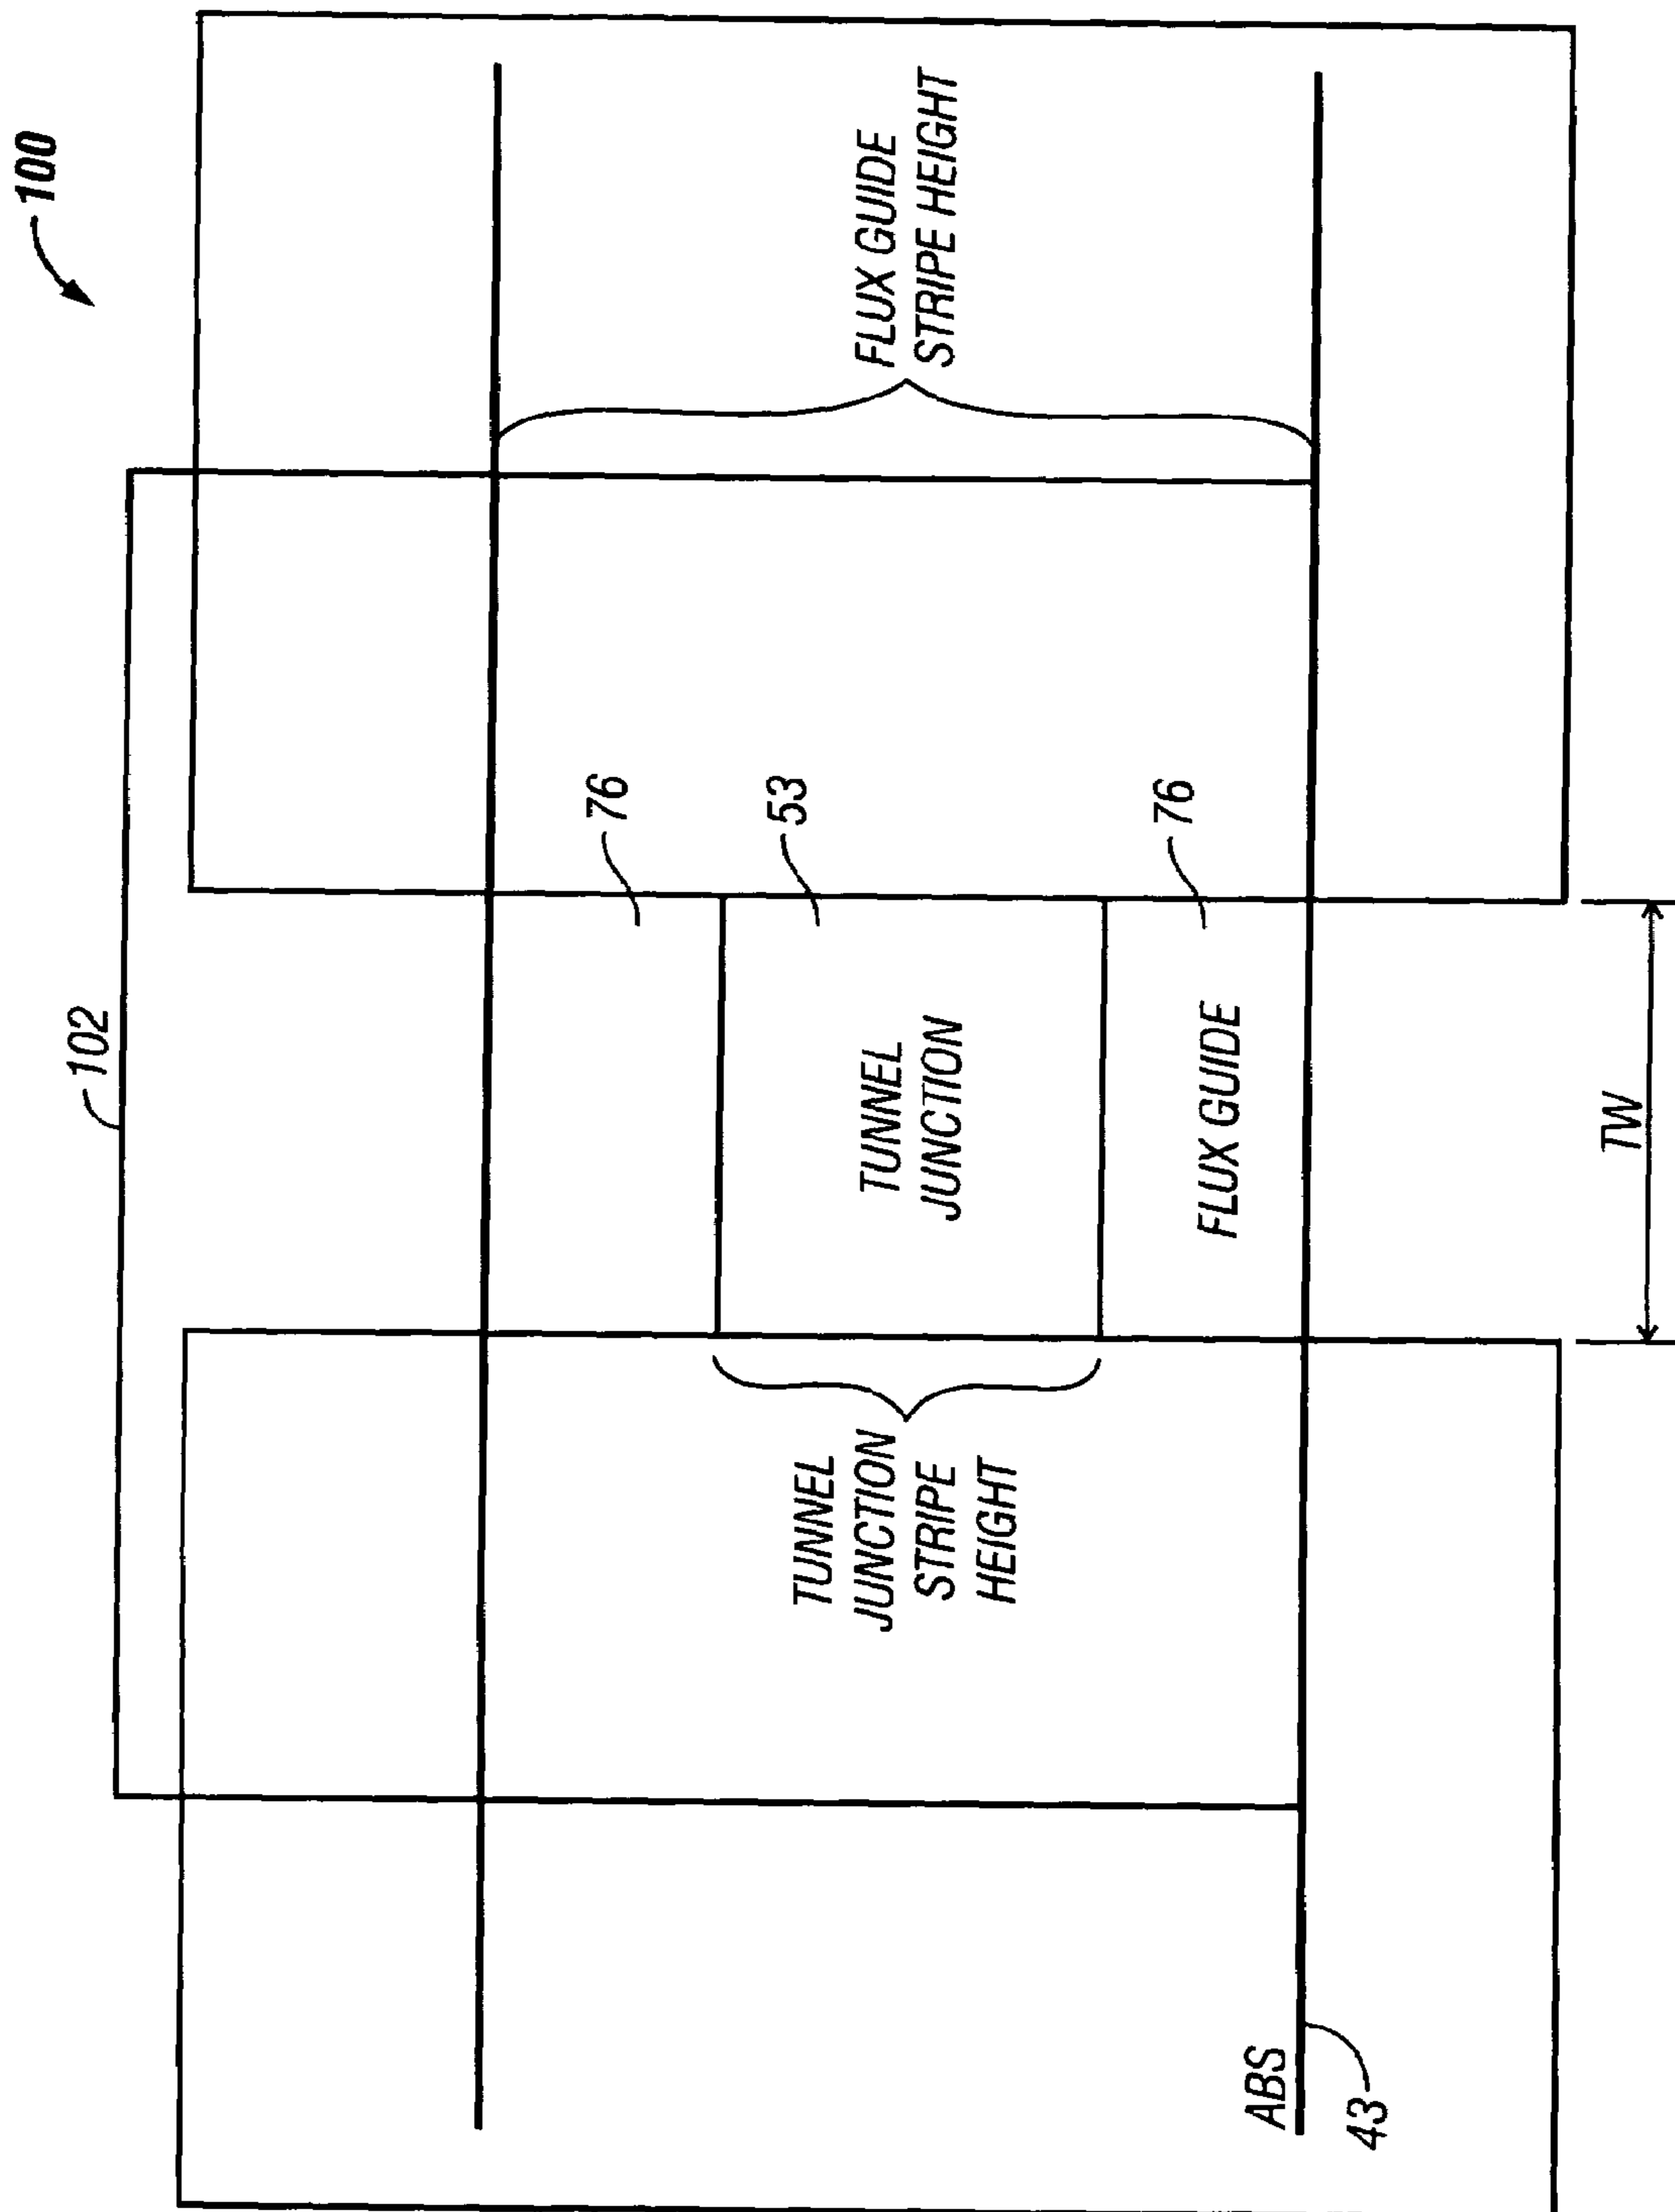 100
102
76
53
76
FLUX GUIDE
STRIPE HEIGHT
TUNNEL
JUNCTION
FLUX GUIDE
TUNNEL
JUNCTION
STRIPE
HEIGHT
ABS
43
TW